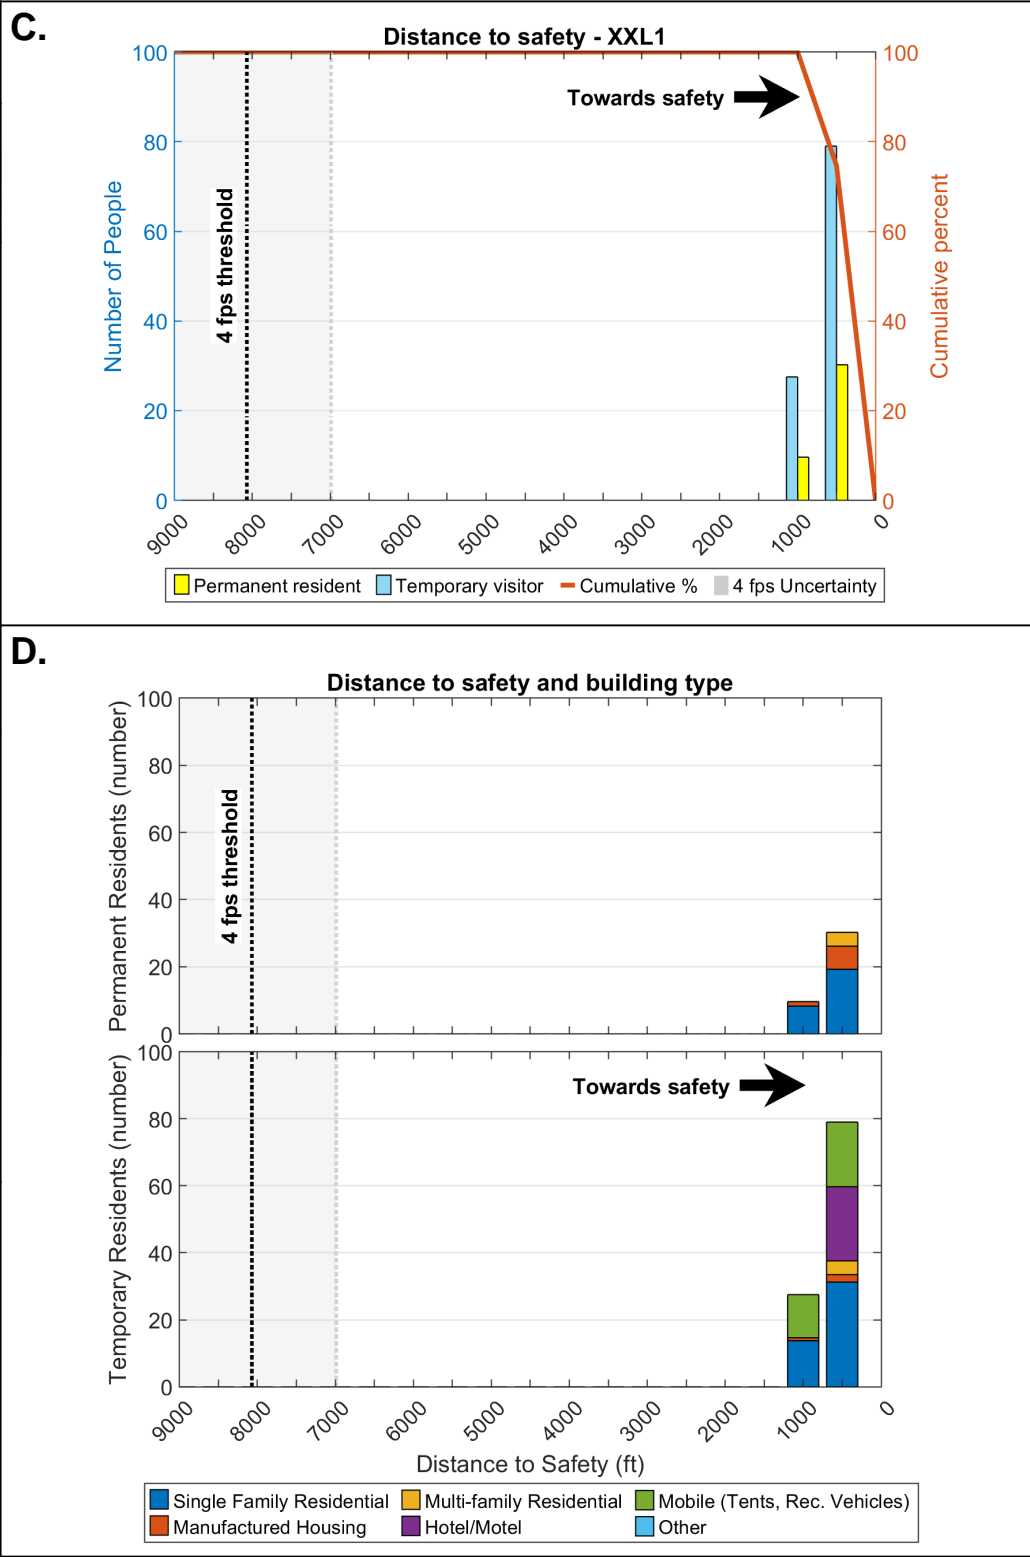 C.
Distance to safety - XXL1
100
80
60
40
20
0
Number of People
100
80
60
40
20
0
Cumulative percent
Towards safety
4 fps threshold
9000 8000 7000 6000 5000 4000 3000 2000 1000 0
Permanent resident Temporary visitor Cumulative % 4 fps Uncertainty
D.
Distance to safety and building type
100
80
60
40
20
0
Permanent Residents (number)
4 fps threshold
100
80
60
40
20
0
Temporary Residents (number)
Towards safety
9000 8000 7000 6000 5000 4000 3000 2000 1000 0
Distance to Safety (ft)
Single Family Residential Multi-family Residential Mobile (Tents, Rec. Vehicles)
Manufactured Housing Hotel/Motel Other